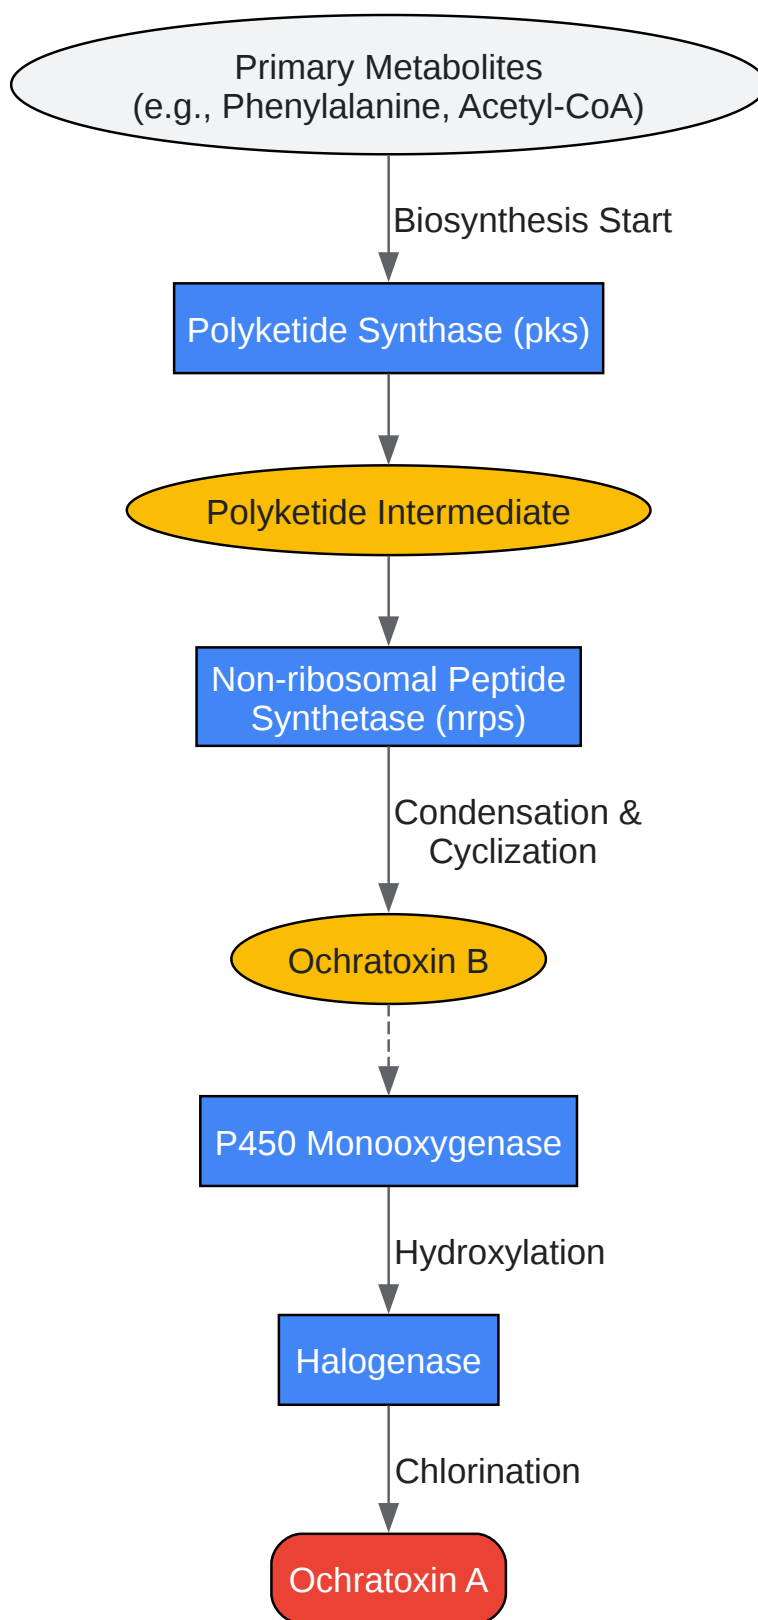 Primary Metabolites
(e.g., Phenylalanine, Acetyl-CoA)
Biosynthesis Start
Polyketide Synthase (pks)
Polyketide Intermediate
Non-ribosomal Peptide
Synthetase (nrps)
Condensation &
Cyclization
Ochratoxin B
P450 Monooxygenase
Hydroxylation
Halogenase
Chlorination
Ochratoxin A